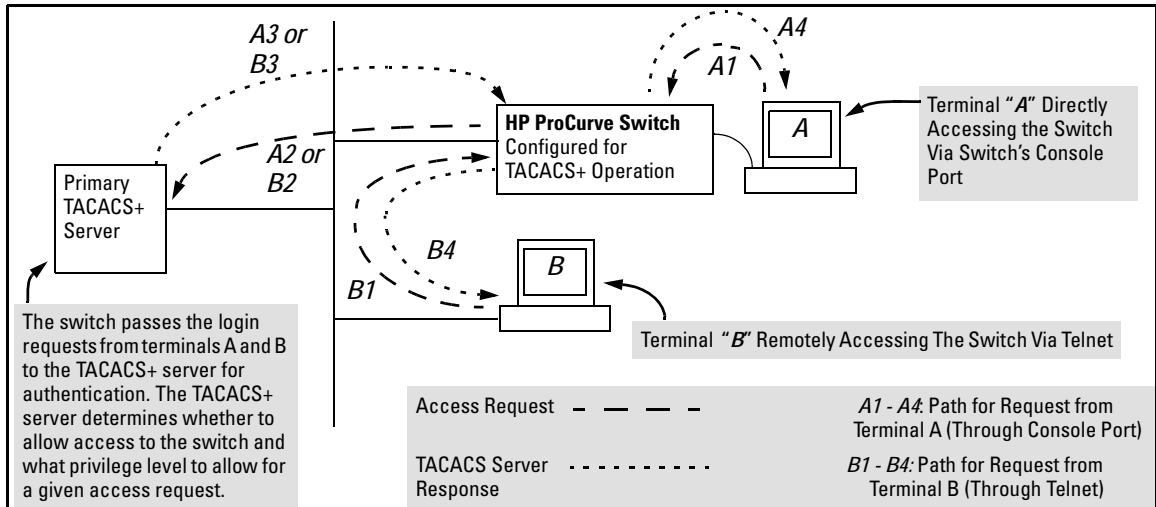 A3 or
B3
A4
A1
HP ProCurve Switch
Configured for
TACACS+ Operation
A
Terminal "A" Directly
Accessing the Switch
Via Switch's Console
Port
A2 or
B2
Primary
TACACS+
Server
B4
B1
B
Terminal "B" Remotely Accessing The Switch Via Telnet
The switch passes the login
requests from terminals A and B
to the TACACS+ server for
authentication. The TACACS+
server determines whether to
allow access to the switch and
what privilege level to allow for
a given access request.
Access Request
A1 - A4: Path for Request from
Terminal A (Through Console Port)
TACACS Server
Response
B1 - B4: Path for Request from
Terminal B (Through Telnet)